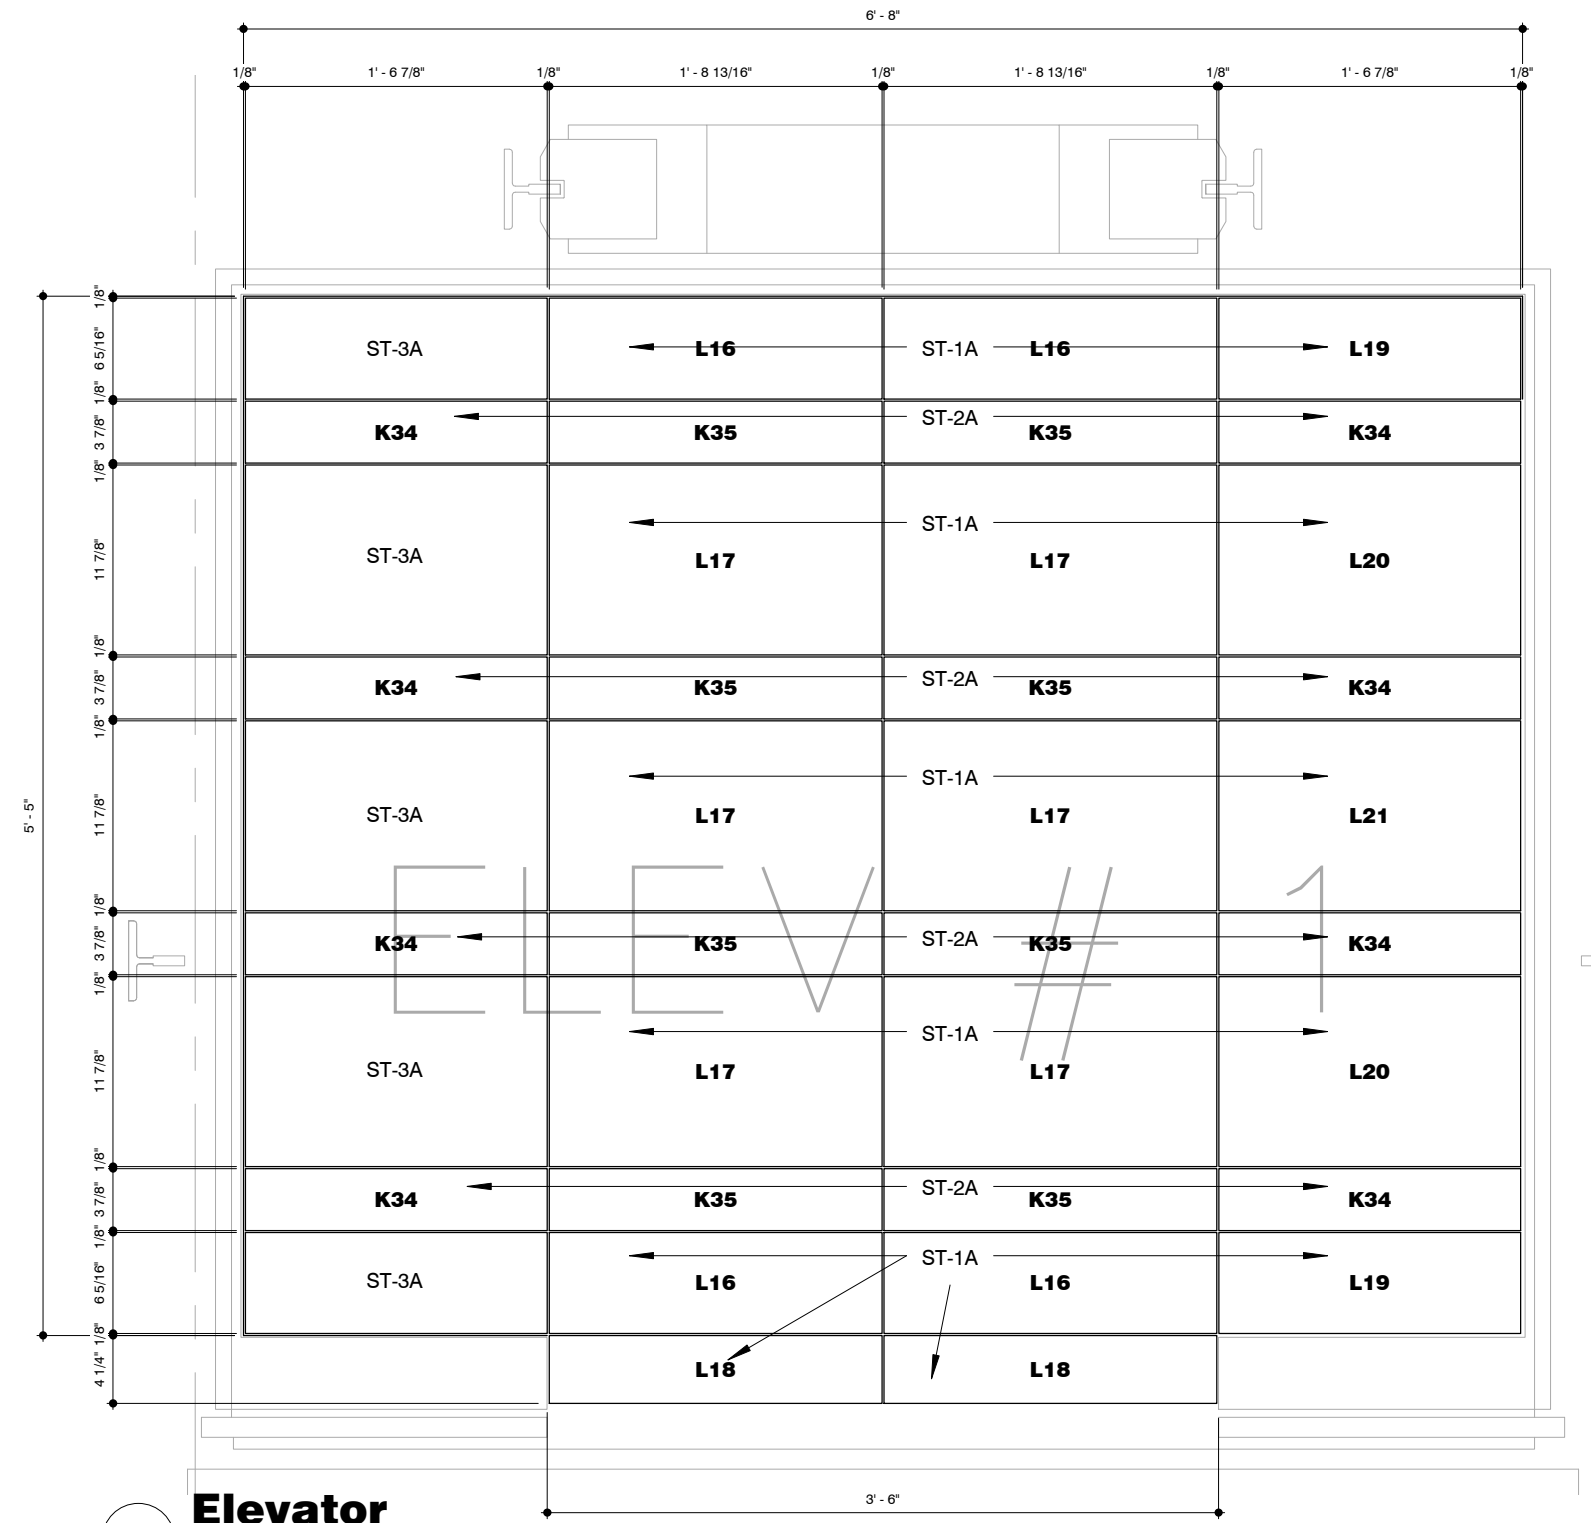 6' - 8"
1/8" 1' - 6 7/8" 1/8" 1' - 8 13/16" 1/8" 1' - 8 13/16" 1/8" 1' - 6 7/8" 1/8"
1/8"
6 5/16" ST-3A L16 ST-1A L16 L19
1/8"
ST-2A
3 7/8" K34 K35 K35 K34
1/8"
ST-1A
11 7/8" ST-3A L17 L17 L20
1/8"
ST-2A
3 7/8" K34 K35 K35 K34
1/8"
ST-1A
5' - 5" 11 7/8" ST-3A L17 L17 L21
ELEV # 1
1/8"
ST-2A
3 7/8" K34 K35 K35 K34
1/8"
ST-1A
11 7/8" ST-3A L17 L17 L20
1/8"
ST-2A
3 7/8" K34 K35 K35 K34
1/8"
ST-1A
6 5/16" ST-3A L16 L16 L19
1/8"
4 1/4" L18 L18
3' - 6"
Elevator